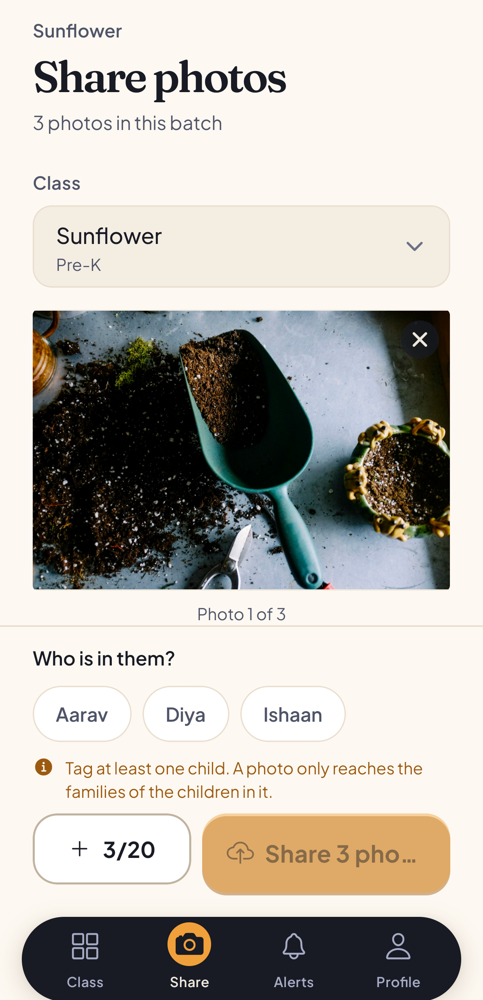 Sunflower
Share photos
3 photos in this batch
Class
Sunflower
Pre-K
Photo 1 of 3
Who is in them?
Aarav
Diya
Ishaan
Tag at least one child. A photo only reaches the
families of the children in it.
3/20
Share 3 pho...
Class
Share
Alerts
Profile